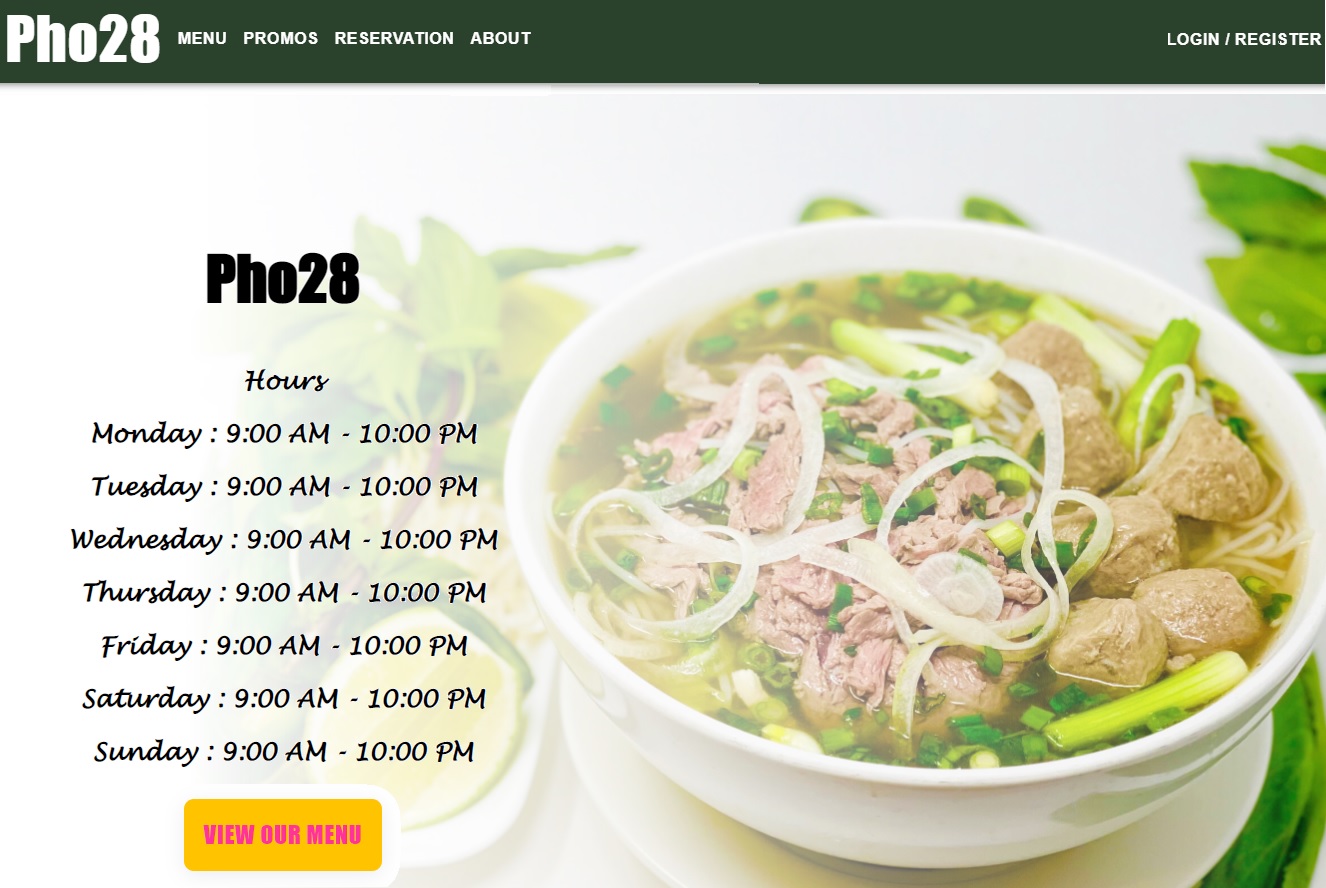 Pho28 MENU PROMOS RESERVATION ABOUT LOGIN / REGISTER
Pho28
Hours
Monday : 9:00 AM - 10:00 PM
Tuesday : 9:00 AM - 10:00 PM
Wednesday : 9:00 AM - 10:00 PM
Thursday : 9:00 AM - 10:00 PM
Friday : 9:00 AM - 10:00 PM
Saturday : 9:00 AM - 10:00 PM
Sunday : 9:00 AM - 10:00 PM
VIEW OUR MENU